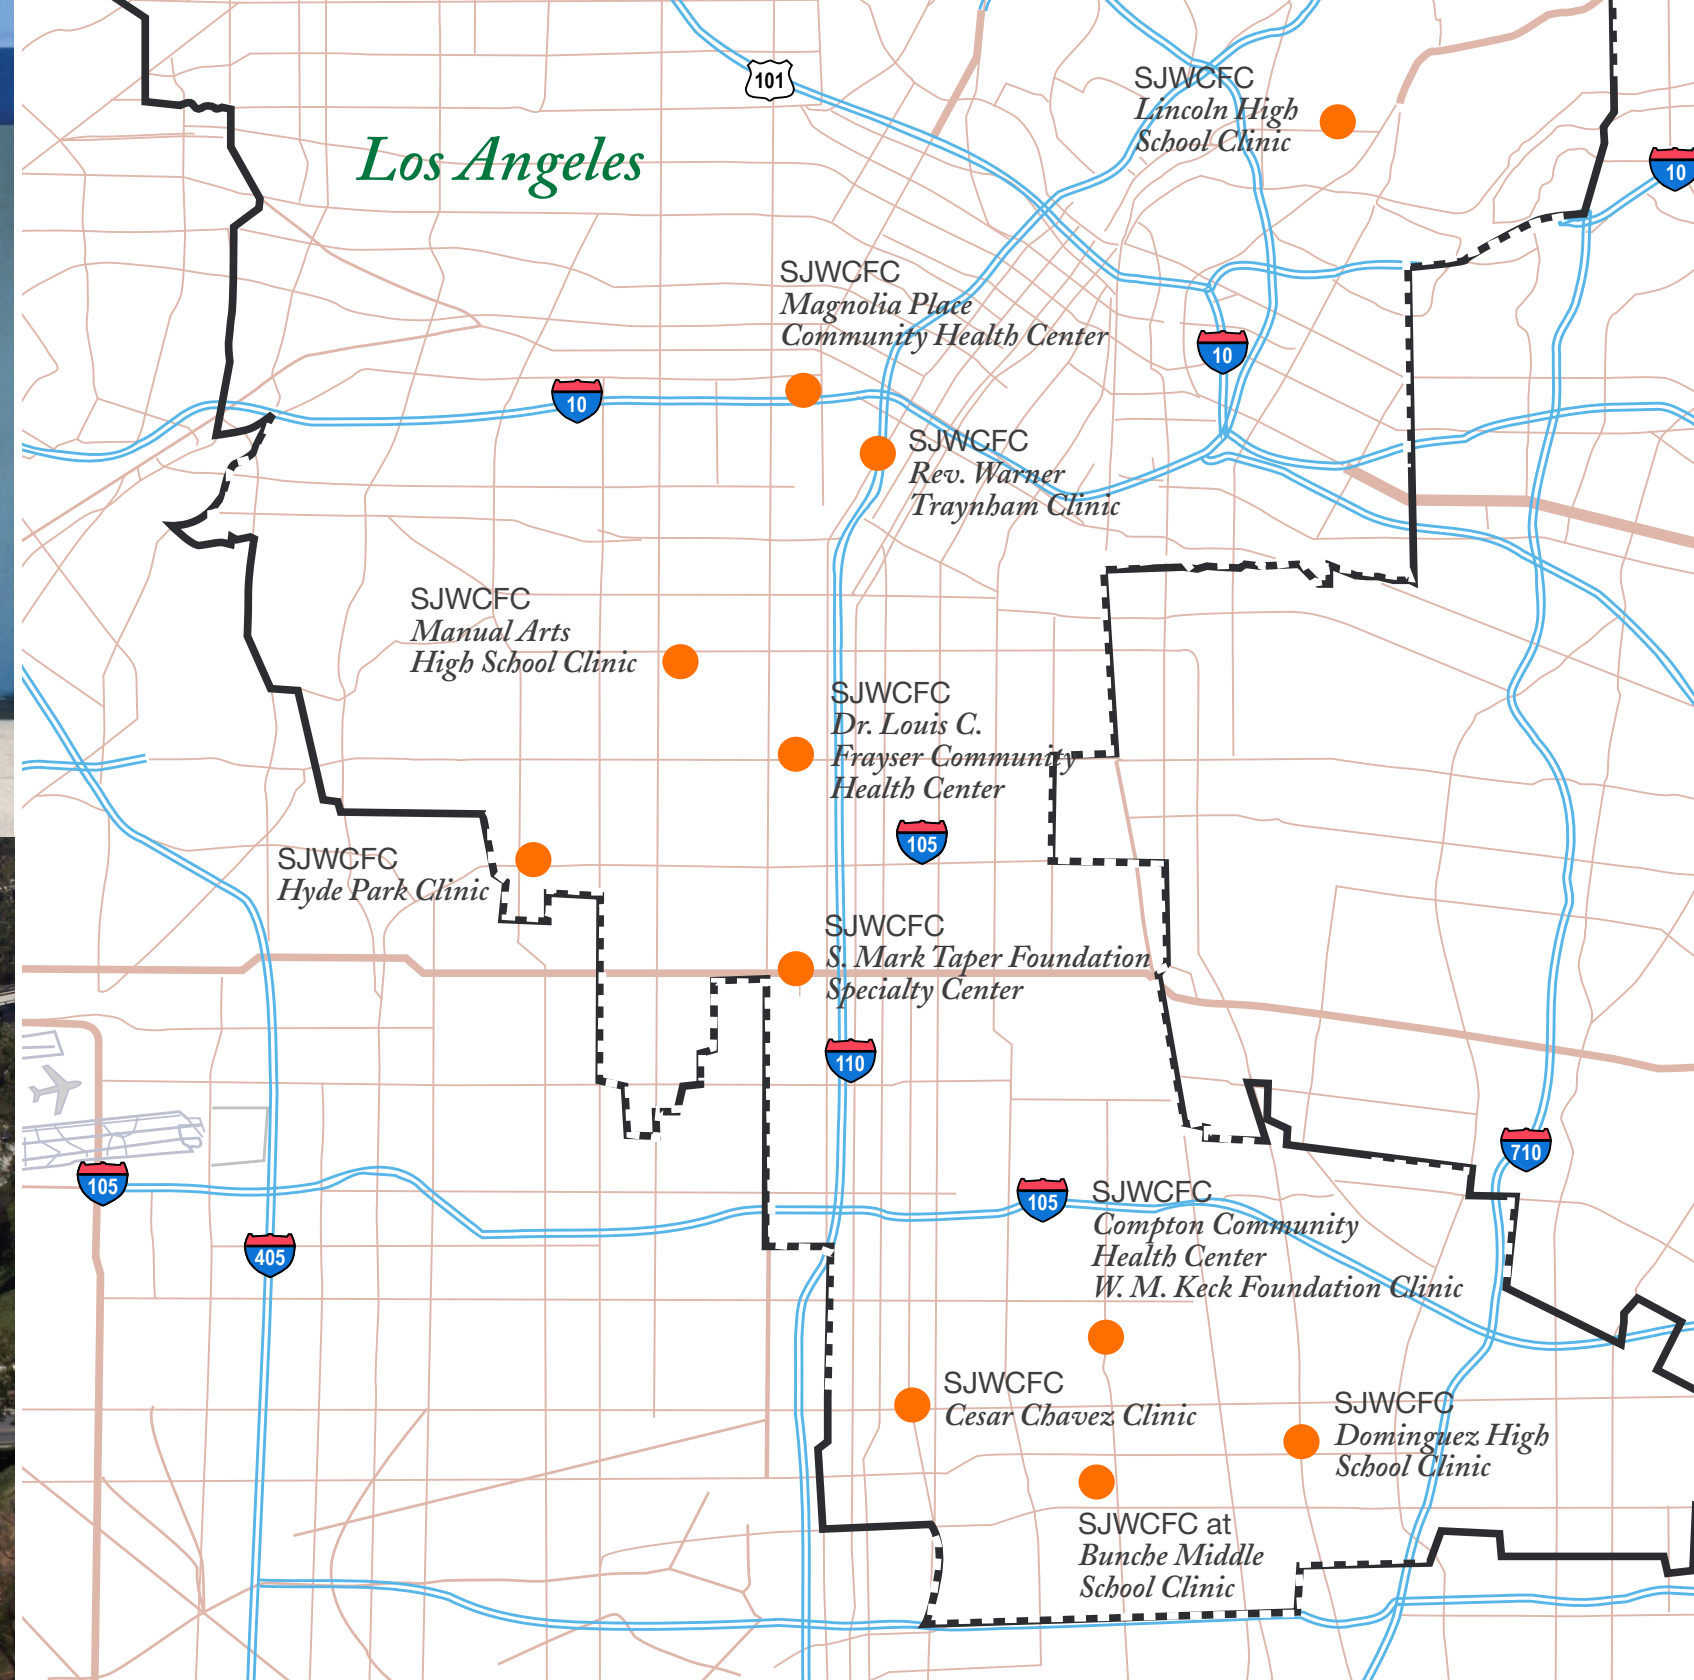 101
SJWCFC
Lincoln High
School Clinic
10
Los Angeles
SJWCFC
Magnolia Place
Community Health Center
10
10
SJWCFC
Rev. Warner
Traynham Clinic
SJWCFC
Manual Arts
High School Clinic
SJWCFC
Dr. Louis C.
Frayser Community
Health Center
105
SJWCFC
Hyde Park Clinic
SJWCFC
S. Mark Taper Foundation
Specialty Center
110
710
105
105
SJWCFC
Compton Community
Health Center
W. M. Keck Foundation Clinic
405
SJWCFC
Cesar Chavez Clinic
SJWCFC
Dominguez High
School Clinic
SJWCFC at
Bunche Middle
School Clinic